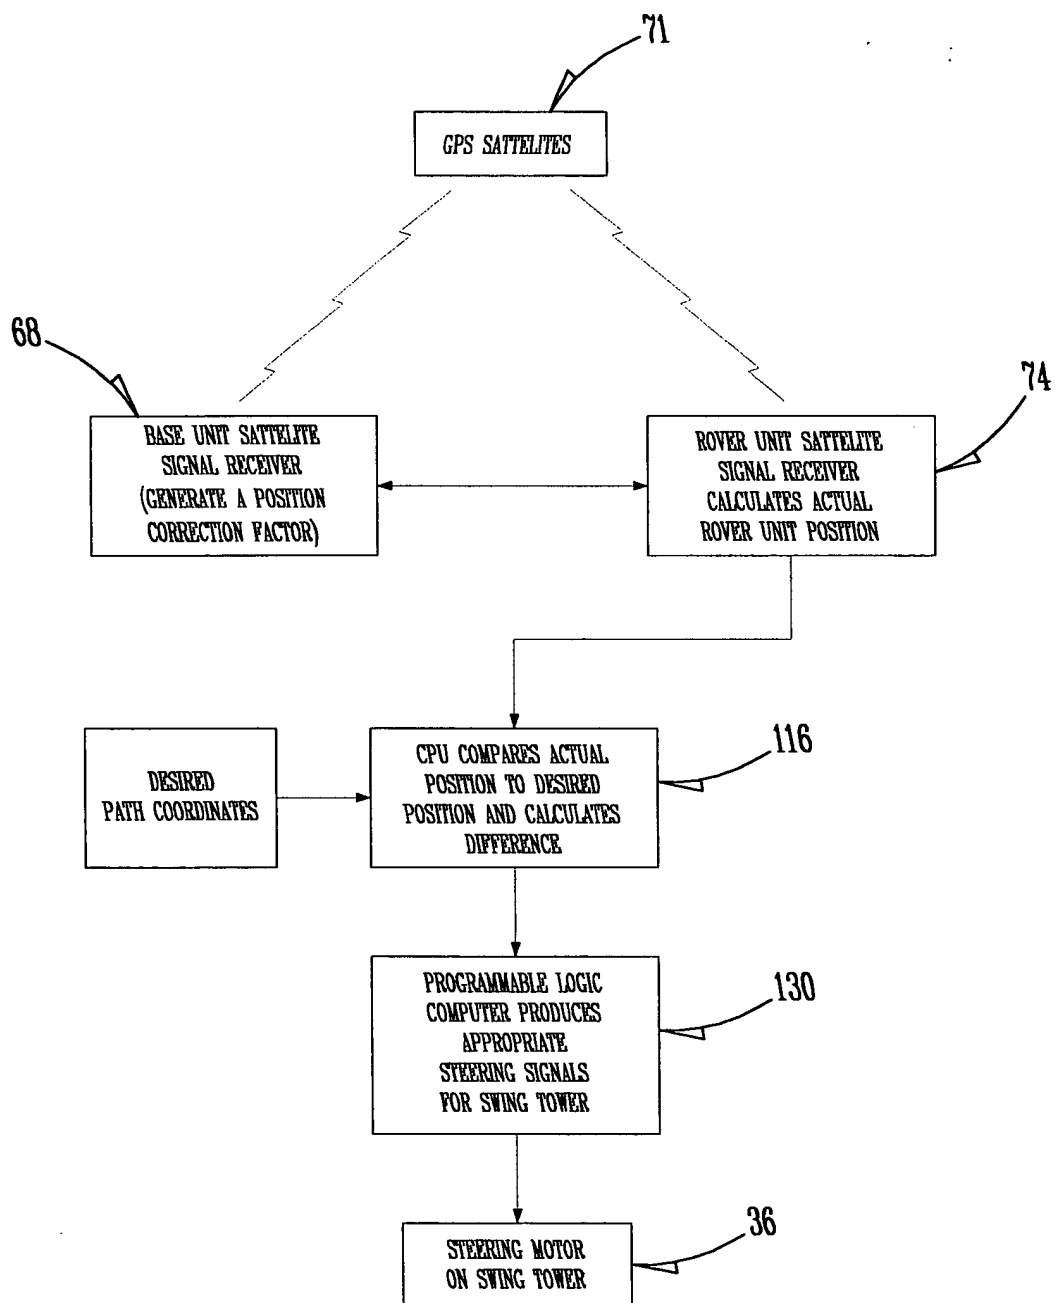 71
GPS SATTELITES
68
74
BASE UNIT SATTELITE
SIGNAL RECEIVER
(GENERATE A POSITION
CORRECTION FACTOR)
ROVER UNIT SATTELITE
SIGNAL RECEIVER
CALCULATES ACTUAL
ROVER UNIT POSITION
DESIRED
PATH COORDINATES
CPU COMPARES ACTUAL
POSITION TO DESIRED
POSITION AND CALCULATES
DIFFERENCE
116
PROGRAMMABLE LOGIC
COMPUTER PRODUCES
APPROPRIATE
STEERING SIGNALS
FOR SWING TOWER
130
STEERING MOTOR
ON SWING TOWER
36